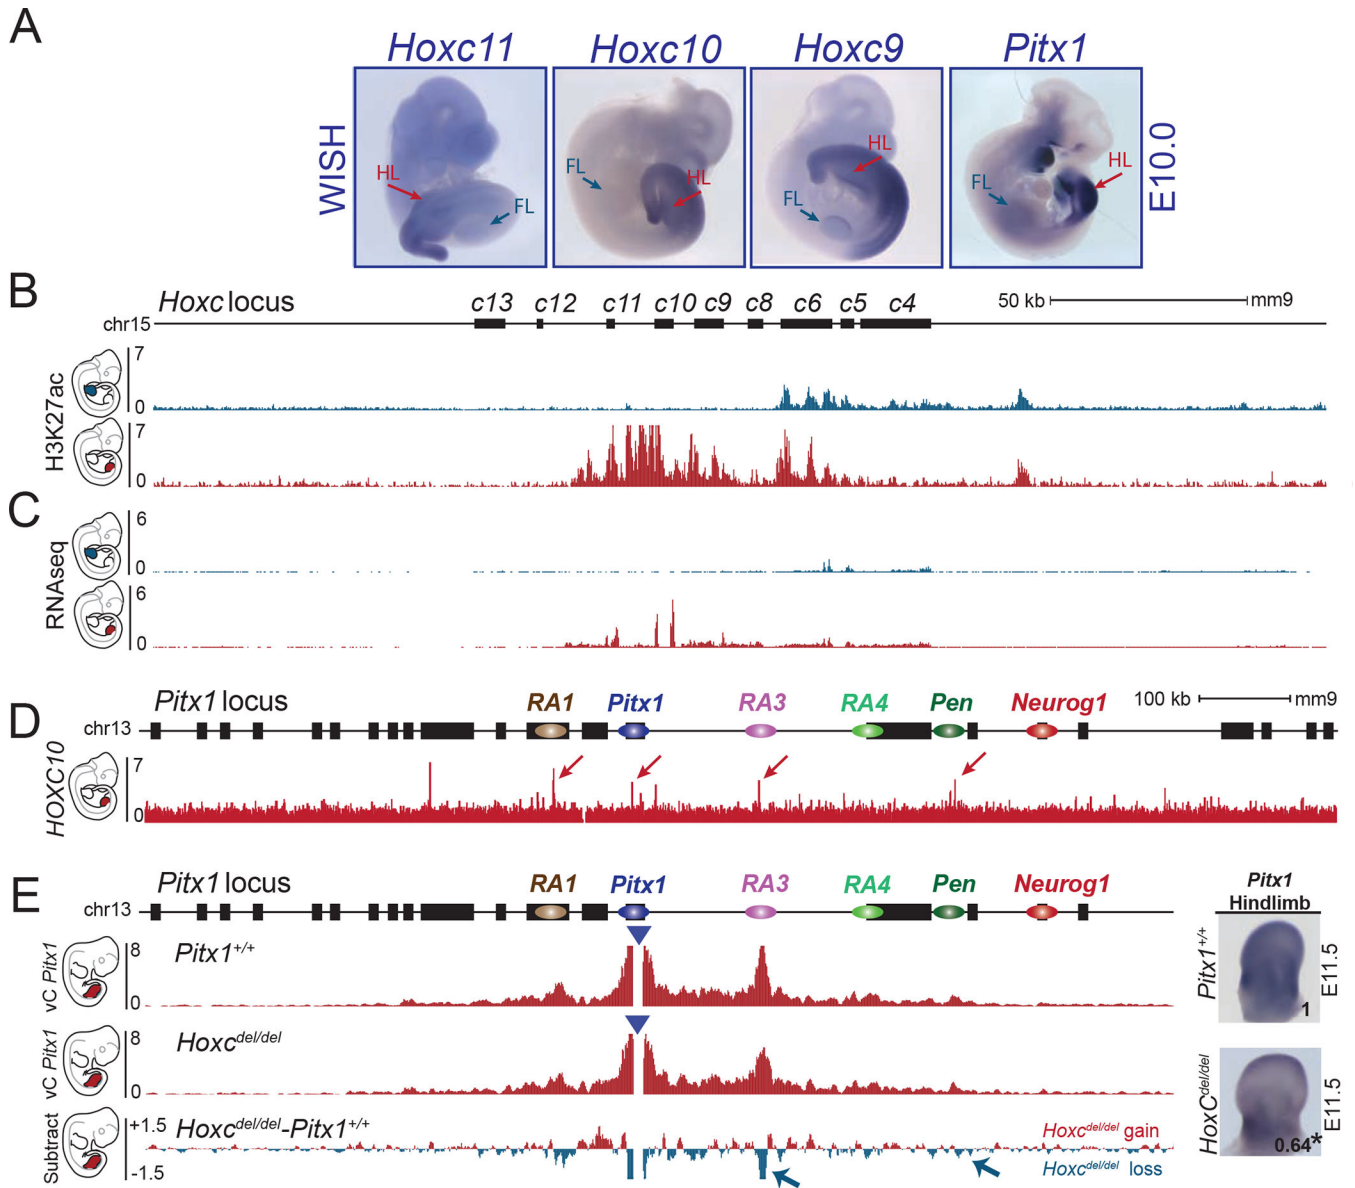 A
Hoxc11 Hoxc10 Hoxc9 Pitx1
WISH
HL FL
FL HL
HL FL
FL HL
E10.0
B
Hoxc locus c13 c12 c11 c10 c9 c8 c6 c5 c4 50 kb mm9
chr15
H3K27ac
7
0
7
0
C
RNAseq
6
0
6
0
D
Pitx1 locus RA1 Pitx1 RA3 RA4 Pen Neurog1 100 kb mm9
chr13
HOXC10
7
0
E
Pitx1 locus RA1 Pitx1 RA3 RA4 Pen Neurog1
chr13
vC Pitx1
8
0
Pitx1+/+
vC Pitx1
8
0
Hoxcdel/del
Subtract
+1.5
-1.5
Hoxcdel/del-Pitx1+/+
Hoxcdel/del gain
Hoxcdel/del loss
Pitx1
Hindlimb
Pitx1+/+
E11.5
1
HoxCdel/del
E11.5
0.64*